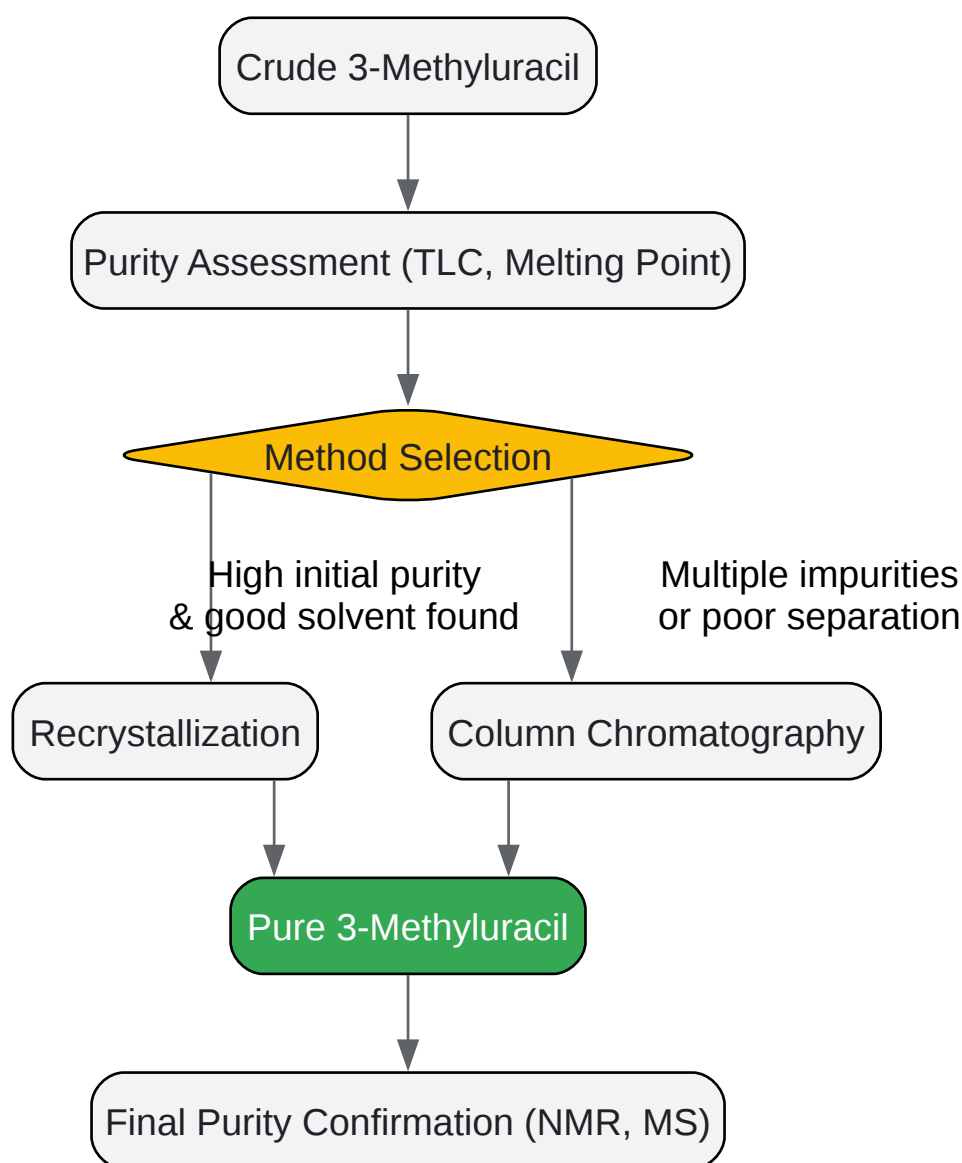 Crude 3-Methyluracil
Purity Assessment (TLC, Melting Point)
Method Selection
High initial purity
& good solvent found
Multiple impurities
or poor separation
Recrystallization
Column Chromatography
Pure 3-Methyluracil
Final Purity Confirmation (NMR, MS)